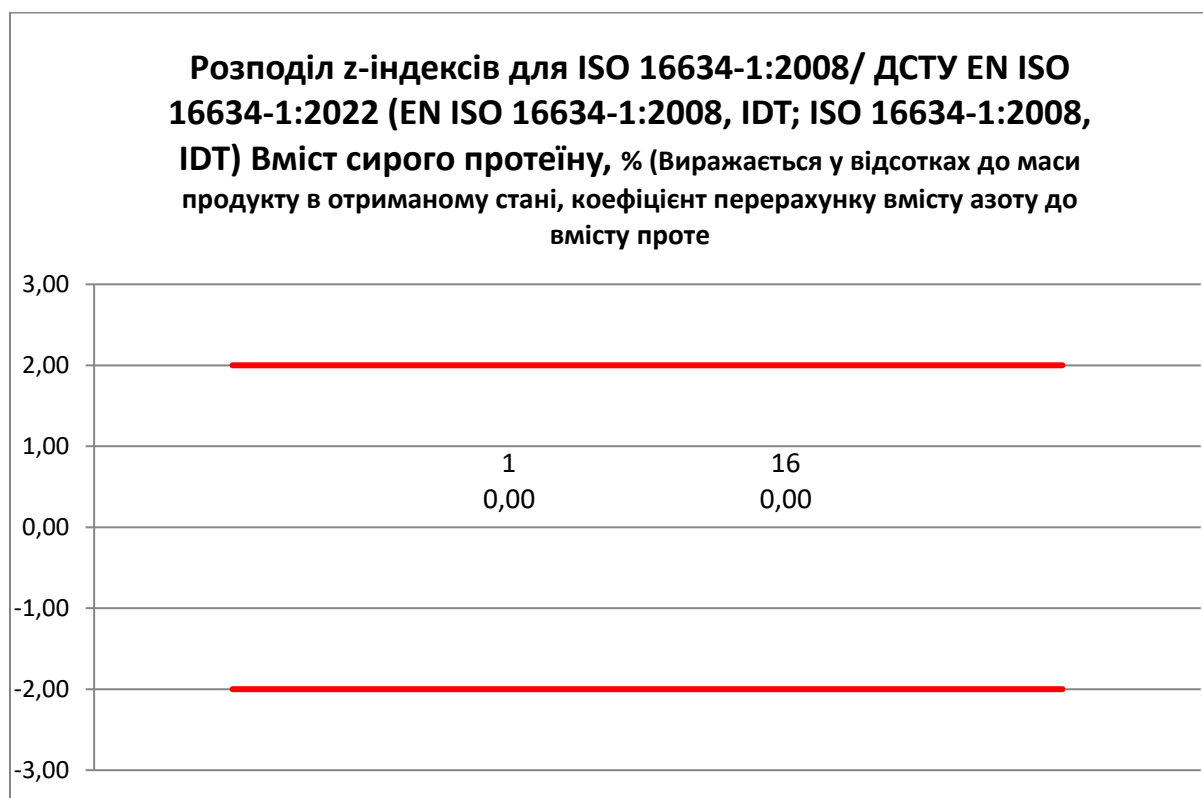 Розподіл z-індексів для ISO 16634-1:2008/ ДСТУ EN ISO
16634-1:2022 (EN ISO 16634-1:2008, IDT; ISO 16634-1:2008,
IDT) Вміст сирого протеїну, % (Виражається у відсотках до маси
продукту в отриманому стані, коефіцієнт перерахунку вмісту азоту до
вмісту проте
3,00
2,00
1,00
1 16
0,00 0,00
0,00
-1,00
-2,00
-3,00